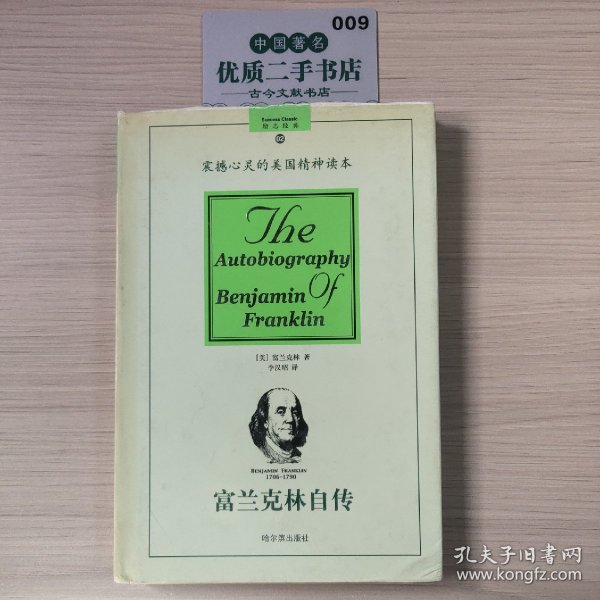 009
中国著名
优质二手书店
古今文献书店
Success Classic
励志经典
02
震撼心灵的美国精神读本
The
Autobiography
Of
Benjamin
Franklin
[美] 富兰克林 著
李汉昭 译
BENJAMIN FRANKLIN
1706-1790
富兰克林自传
哈尔滨出版社
孔夫子旧书网
www.kongfz.com